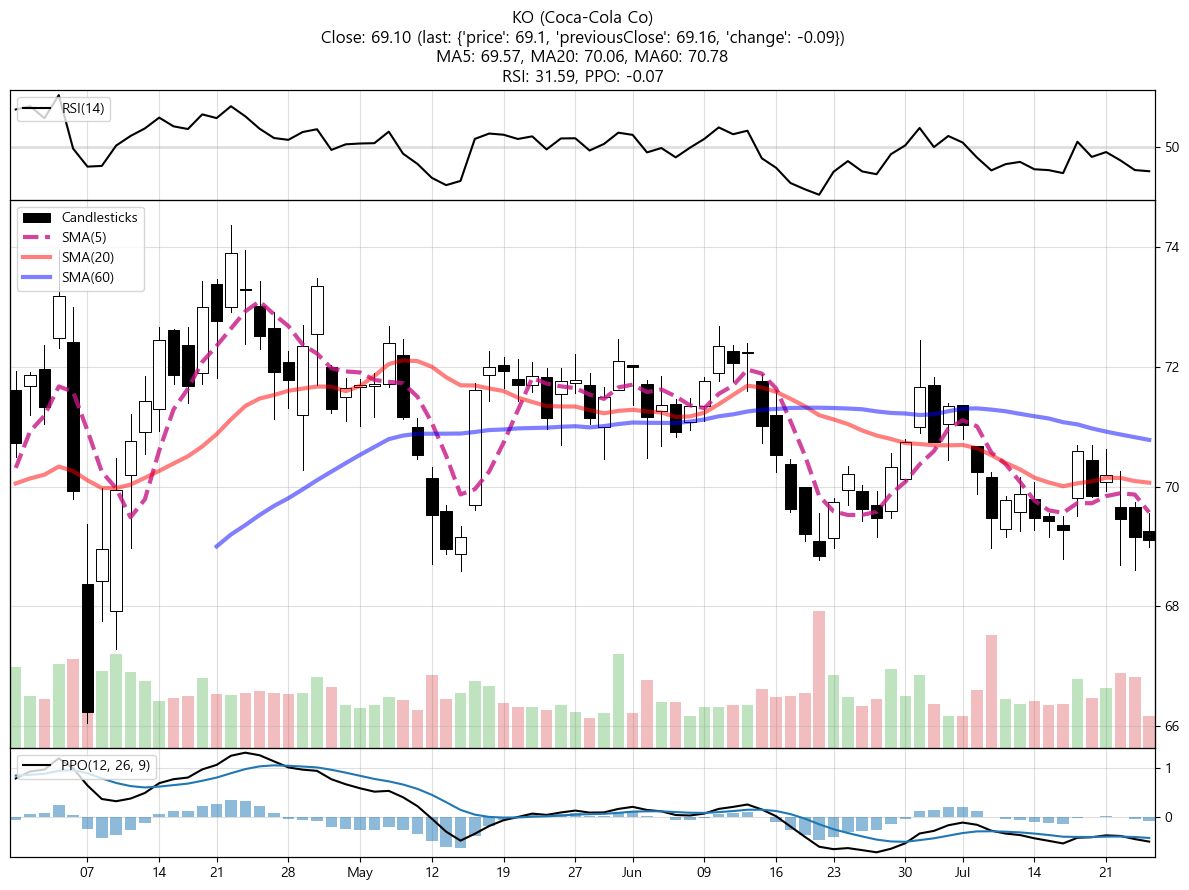 KO (Coca-Cola Co)
Close: 69.10 (last: {'price': 69.1, 'previousClose': 69.16, 'change': -0.09})
MA5: 69.57, MA20: 70.06, MA60: 70.78
RSI: 31.59, PPO: -0.07
RSI(14)
50
Candlesticks
SMA(5)
SMA(20)
SMA(60)
74
72
70
68
66
PPO(12, 26, 9)
1
0
07 14 21 28 May 12 19 27 Jun 09 16 23 30 Jul 14 21